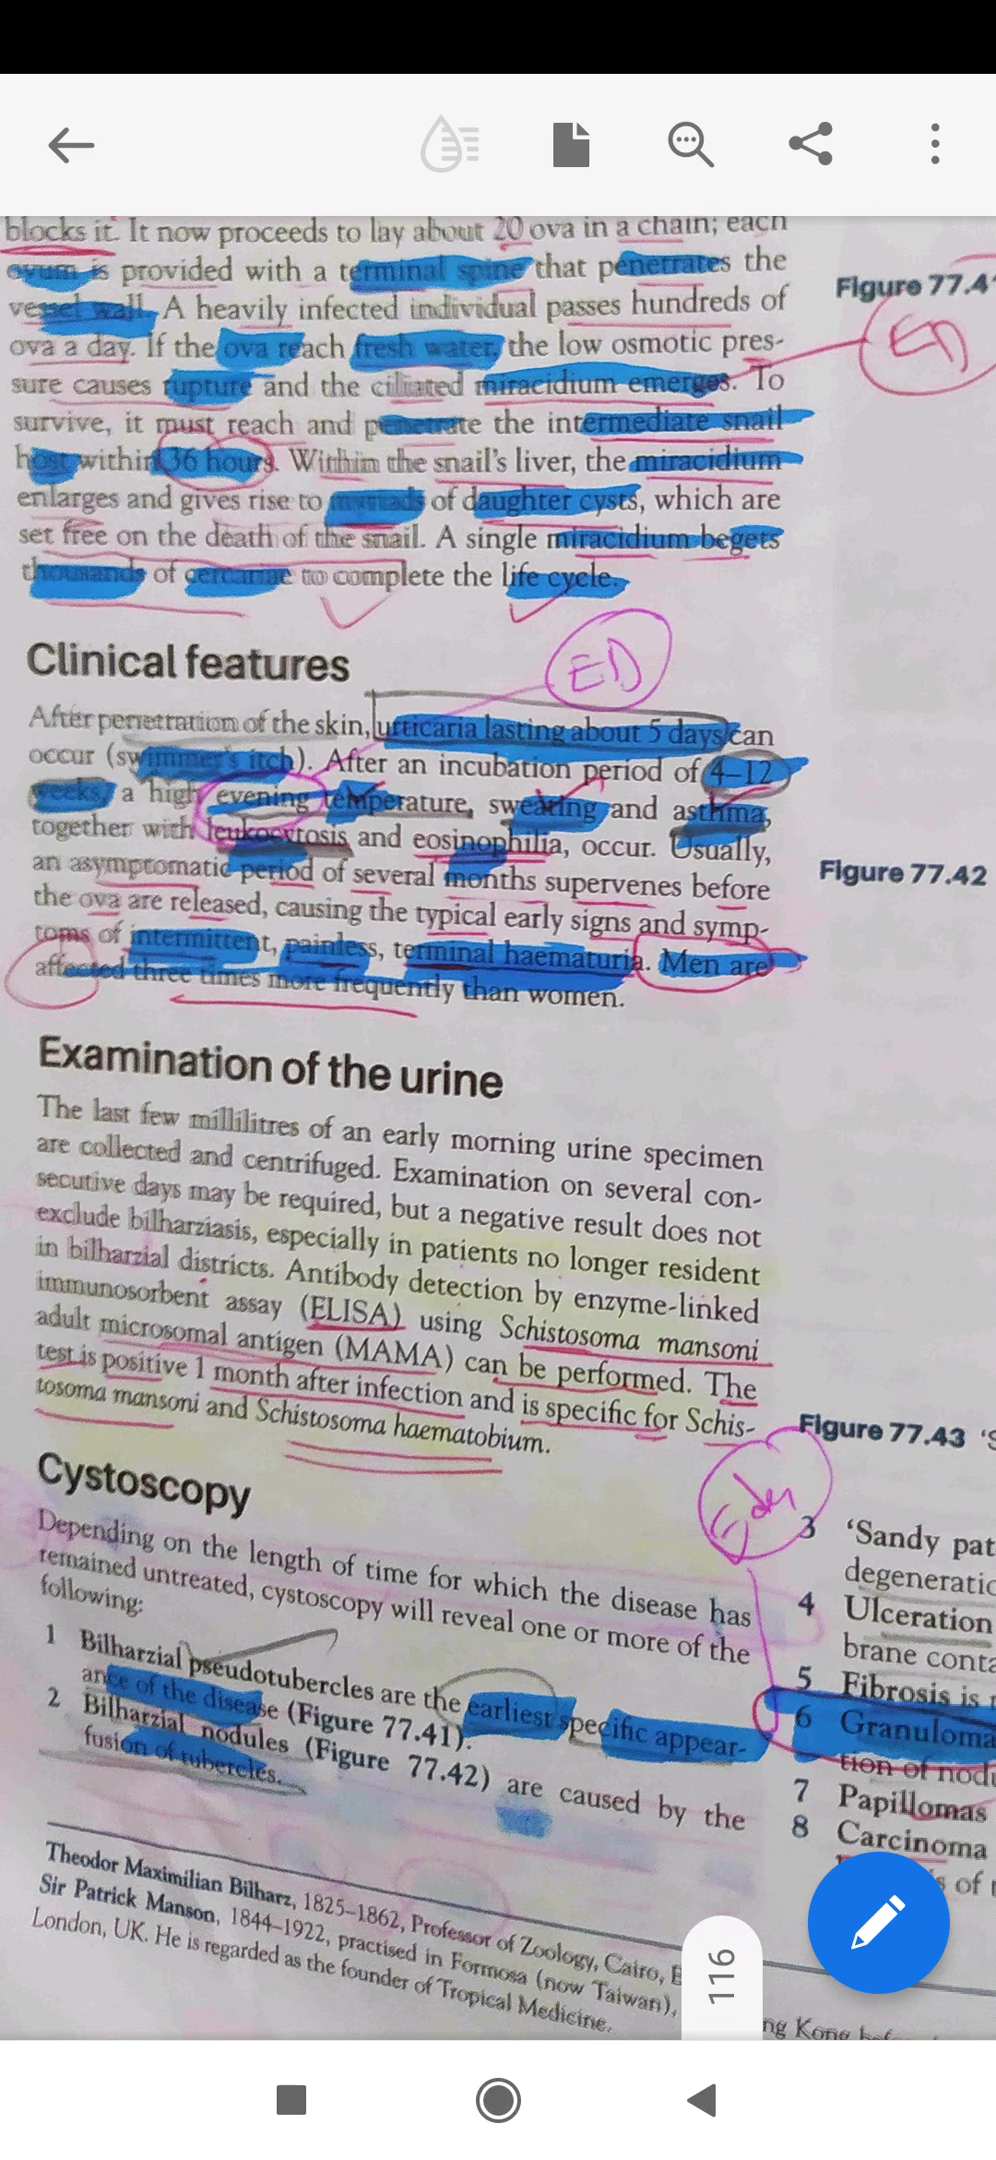 blocks it. It now proceeds to lay about 20 ova in a chain; each
ovum is provided with a terminal spine that penetrates the
vessel wall. A heavily infected individual passes hundreds of
ova a day. If the ova reach fresh water, the low osmotic pres-
sure causes rupture and the ciliated miracidium emerges. To
survive, it must reach and penetrate the intermediate snail
host within 36 hours. Within the snail's liver, the miracidium
enlarges and gives rise to myriads of daughter cysts, which are
set free on the death of the snail. A single miracidium begets
thousands of cercariae to complete the life cycle.
ED
Clinical features
After penetration of the skin, urticaria lasting about 5 days can
occur (swimmer's itch). After an incubation period of 4–12
weeks, a high evening temperature, sweating and asthma,
together with leukocytosis and eosinophilia, occur. Usually,
an asymptomatic period of several months supervenes before
the ova are released, causing the typical early signs and symp-
toms of intermittent, painless, terminal haematuria. Men are
affected three times more frequently than women.
Examination of the urine
The last few millilitres of an early morning urine specimen
are collected and centrifuged. Examination on several con-
secutive days may be required, but a negative result does not
exclude bilharziasis, especially in patients no longer resident
in bilharzial districts. Antibody detection by enzyme-linked
immunosorbent assay (ELISA) using Schistosoma mansoni
adult microsomal antigen (MAMA) can be performed. The
test is positive 1 month after infection and is specific for Schis-
tosoma mansoni and Schistosoma haematobium.
Cystoscopy
Depending on the length of time for which the disease has
remained untreated, cystoscopy will reveal one or more of the
following:
1 Bilharzial pseudotubercles are the earliest specific appear-
ance of the disease (Figure 77.41).
2 Bilharzial nodules (Figure 77.42) are caused by the
fusion of tubercles.
Theodor Maximilian Bilharz, 1825–1862, Professor of Zoology, Cairo, E
Sir Patrick Manson, 1844–1922, practised in Formosa (now Taiwan),
ng Kong
London, UK. He is regarded as the founder of Tropical Medicine.
Figure 77.4
ED
Figure 77.42
Figure 77.43 'S
3 'Sandy pat
degeneratio
4 Ulceration
brane conta
5 Fibrosis is
6 Granuloma
tion of nodu
7 Papillomas
8 Carcinoma
s of
116